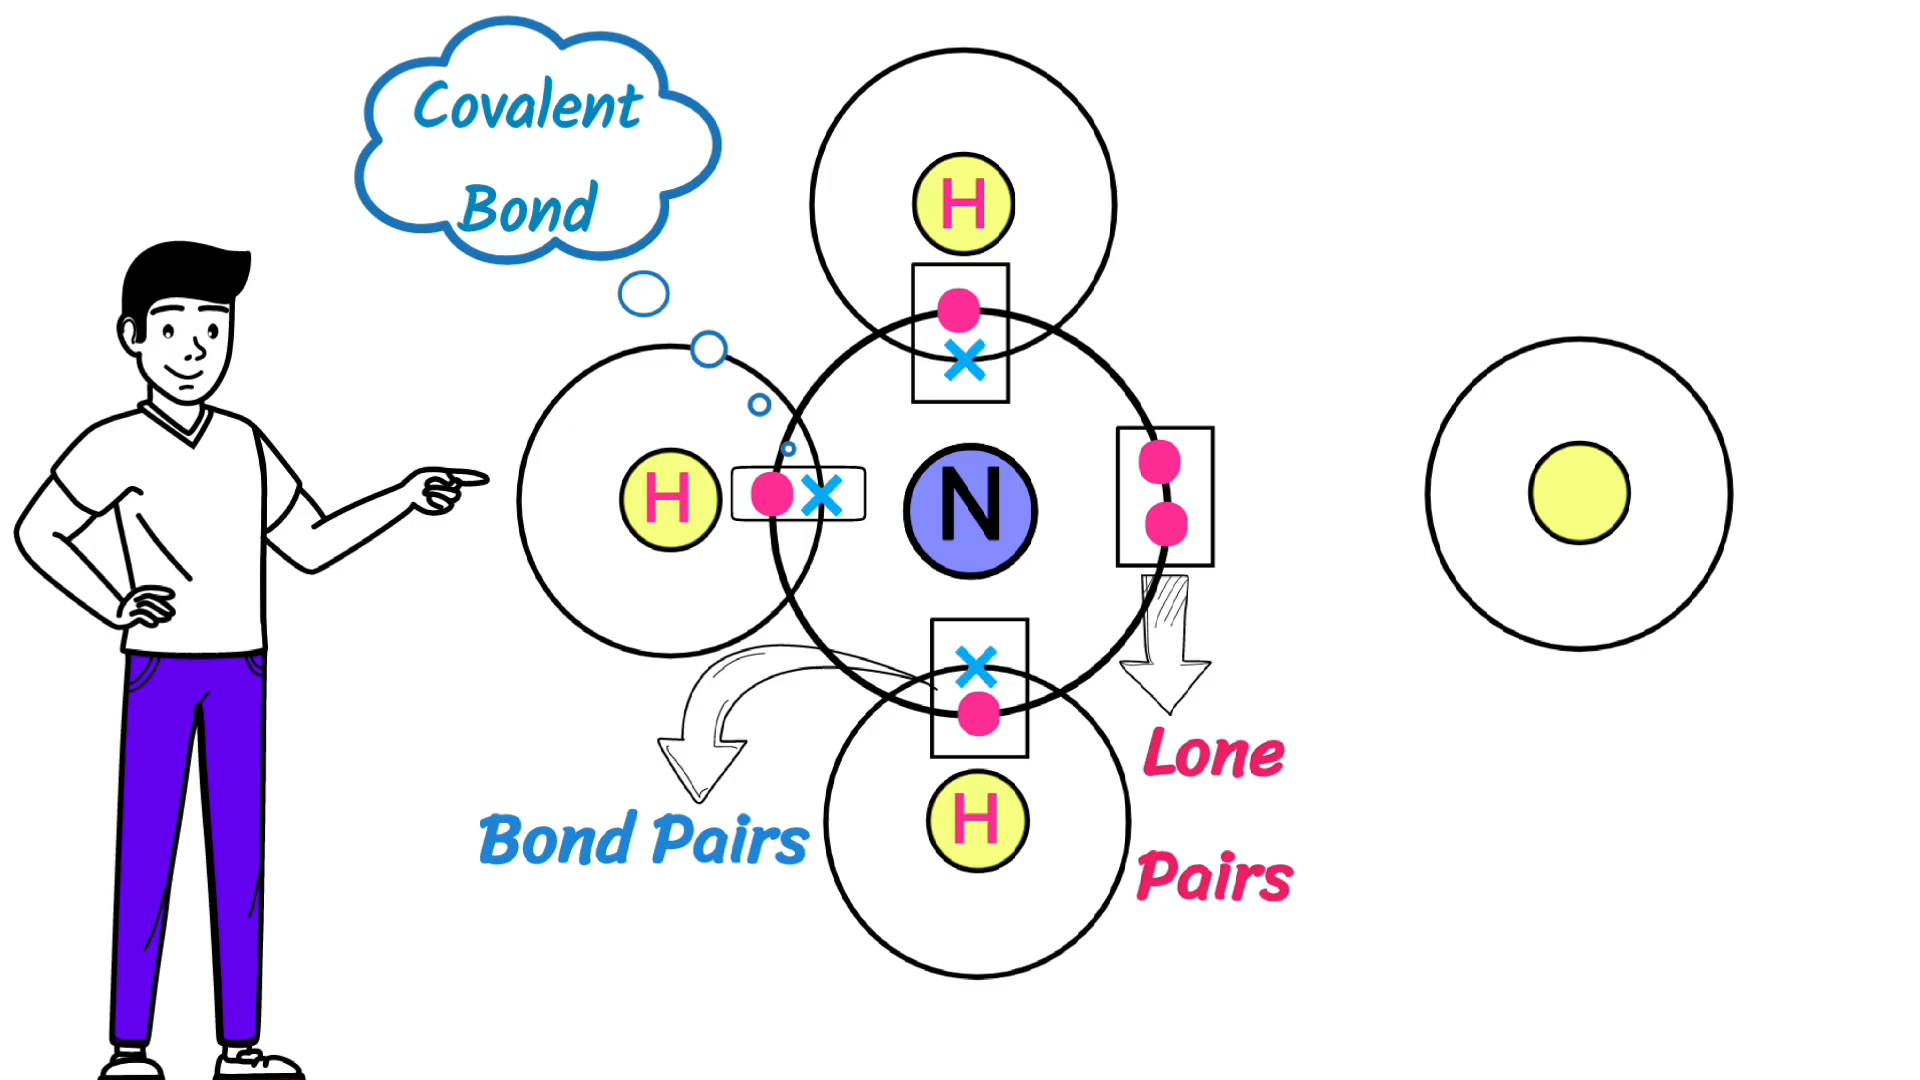 Covalent
Bond
H
H
N
H
Bond Pairs
Lone
Pairs